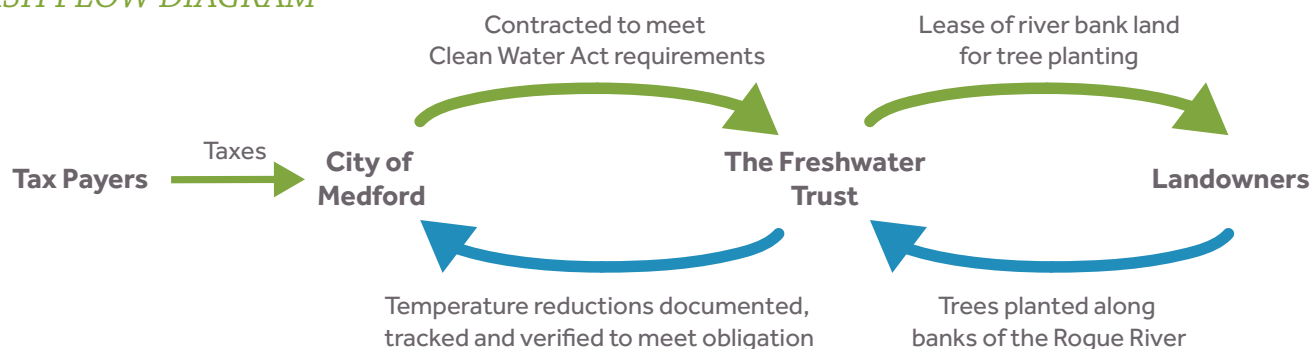 FLOW DIAGRAM
Contracted to meet
Clean Water Act requirements
Lease of river bank land
for tree planting
Taxes
Tax Payers
City of
Medford
The Freshwater
Trust
Landowners
Temperature reductions documented,
tracked and verified to meet obligation
Trees planted along
banks of the Rogue River